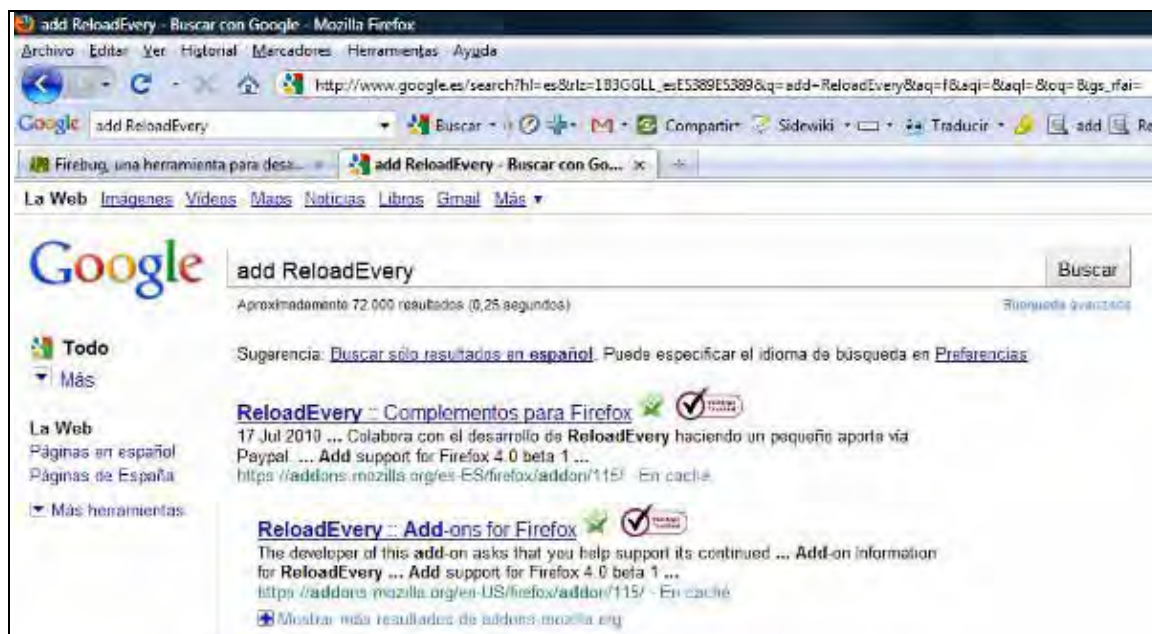 add ReloadEvery - Buscar con Google - Mozilla Firefox
Archivo Editar Ver Historial Marcadores Herramientas Ayuda
http://www.google.es/search?hl=es&rlz=1B3GGLL_esES389ES389&q=add+ReloadEvery&aq=f&aqi=&aql=&oq=&gs_rfai=
Google add ReloadEvery Buscar Compartir Sidewiki Traducir add Re
Firebug, una herramienta para desa... add ReloadEvery - Buscar con Go...
La Web Imágenes Vídeos Maps Noticias Libros Gmail Más
Google add ReloadEvery Buscar
Aproximadamente 72.000 resultados (0,25 segundos) Búsqueda avanzada
Todo
Sugerencia: Buscar sólo resultados en español. Puede especificar el idioma de búsqueda en Preferencias
Más
ReloadEvery :: Complementos para Firefox
La Web
17 Jul 2010 ... Colabora con el desarrollo de ReloadEvery haciendo un pequeño aporte vía
Páginas en español
Paypal. ... Add support for Firefox 4.0 beta 1 ...
Páginas de España
https://addons.mozilla.org/es-ES/firefox/addon/115/ - En caché
Más herramientas
ReloadEvery :: Add-ons for Firefox
The developer of this add-on asks that you help support its continued ... Add-on Information
for ReloadEvery ... Add support for Firefox 4.0 beta 1 ...
https://addons.mozilla.org/en-US/firefox/addon/115/ - En caché
Mostrar más resultados de addons.mozilla.org